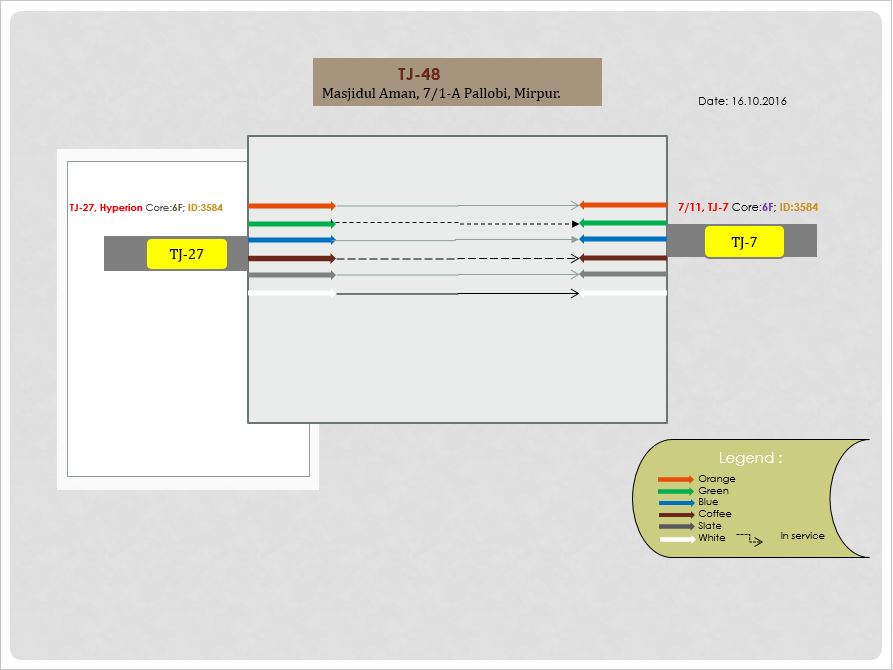 TJ-48
Masjidul Aman, 7/1-A Pallobi, Mirpur.
Date: 16.10.2016
TJ-27, Hyperion Core:6F; ID:3584
7/11, TJ-7 Core:6F; ID:3584
TJ-27
TJ-7
Legend :
Orange
Green
Blue
Coffee
Slate
White
In service